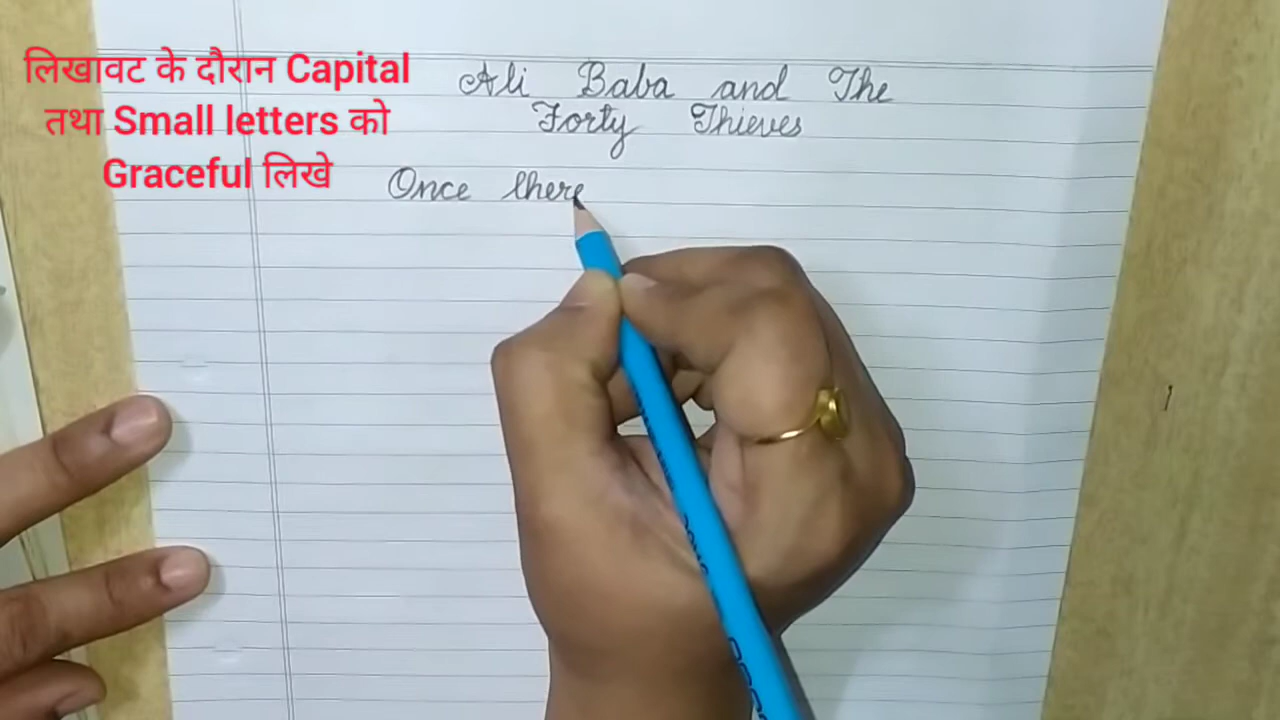 लिखावट के दौरान Capital
तथा Small letters को
Graceful लिखे
Ali Baba and The
Forty Thieves
Once there